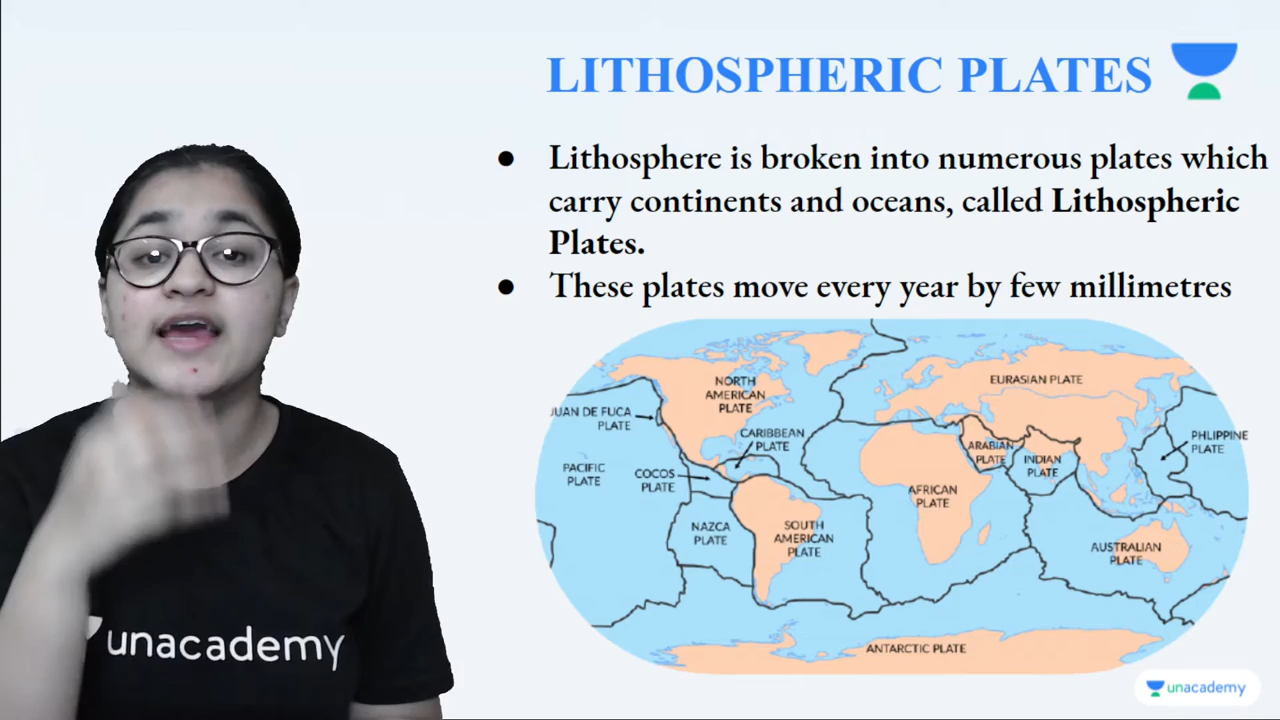 LITHOSPHERIC PLATES
● Lithosphere is broken into numerous plates which
carry continents and oceans, called Lithospheric
Plates.
● These plates move every year by few millimetres
NORTH
AMERICAN
PLATE
EURASIAN PLATE
JUAN DE FUCA
PLATE
CARIBBEAN
PLATE
PHLIPPINE
PLATE
ARABIAN
PLATE
INDIAN
PLATE
PACIFIC
PLATE
COCOS
PLATE
AFRICAN
PLATE
NAZCA
PLATE
SOUTH
AMERICAN
PLATE
AUSTRALIAN
PLATE
ANTARCTIC PLATE
unacademy
unacademy